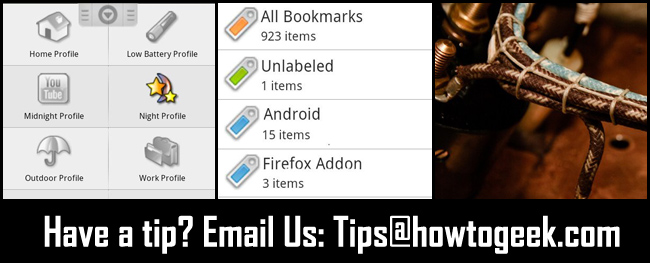 Home Profile
Low Battery Profile
You
Tube
Midnight Profile
Night Profile
Outdoor Profile
Work Profile
All Bookmarks
923 items
Unlabeled
1 items
Android
15 items
Firefox Addon
3 items
Have a tip? Email Us: Tips@howtogeek.com